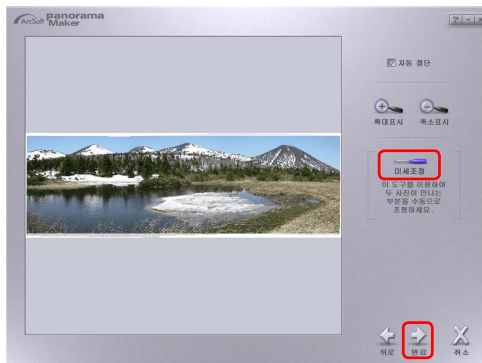 ArcSoft panorama Maker
자동 절단
확대표시 축소표시
미세조정
이 도구를 이용하여
두 사진이 만나는
부분을 수동으로
조정하세요.
뒤로 완료 취소